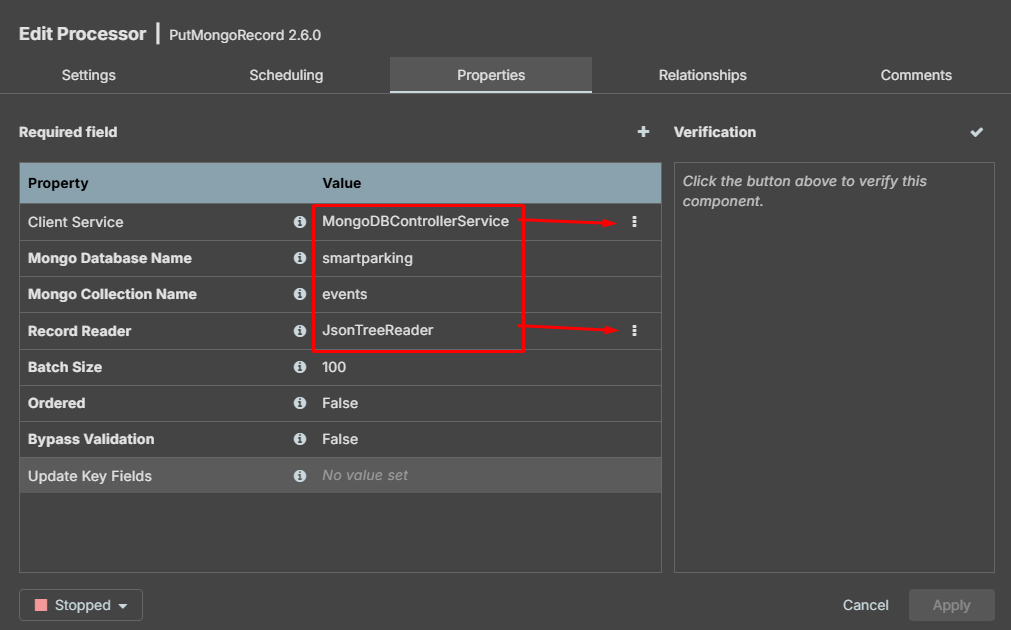 Edit Processor | PutMongoRecord 2.6.0
Settings Scheduling Properties Relationships Comments
Required field
Property Value
Client Service MongoDBControllerService
Mongo Database Name smartparking
Mongo Collection Name events
Record Reader JsonTreeReader
Batch Size 100
Ordered False
Bypass Validation False
Update Key Fields No value set
Verification
Click the button above to verify this
component.
Stopped
Cancel Apply